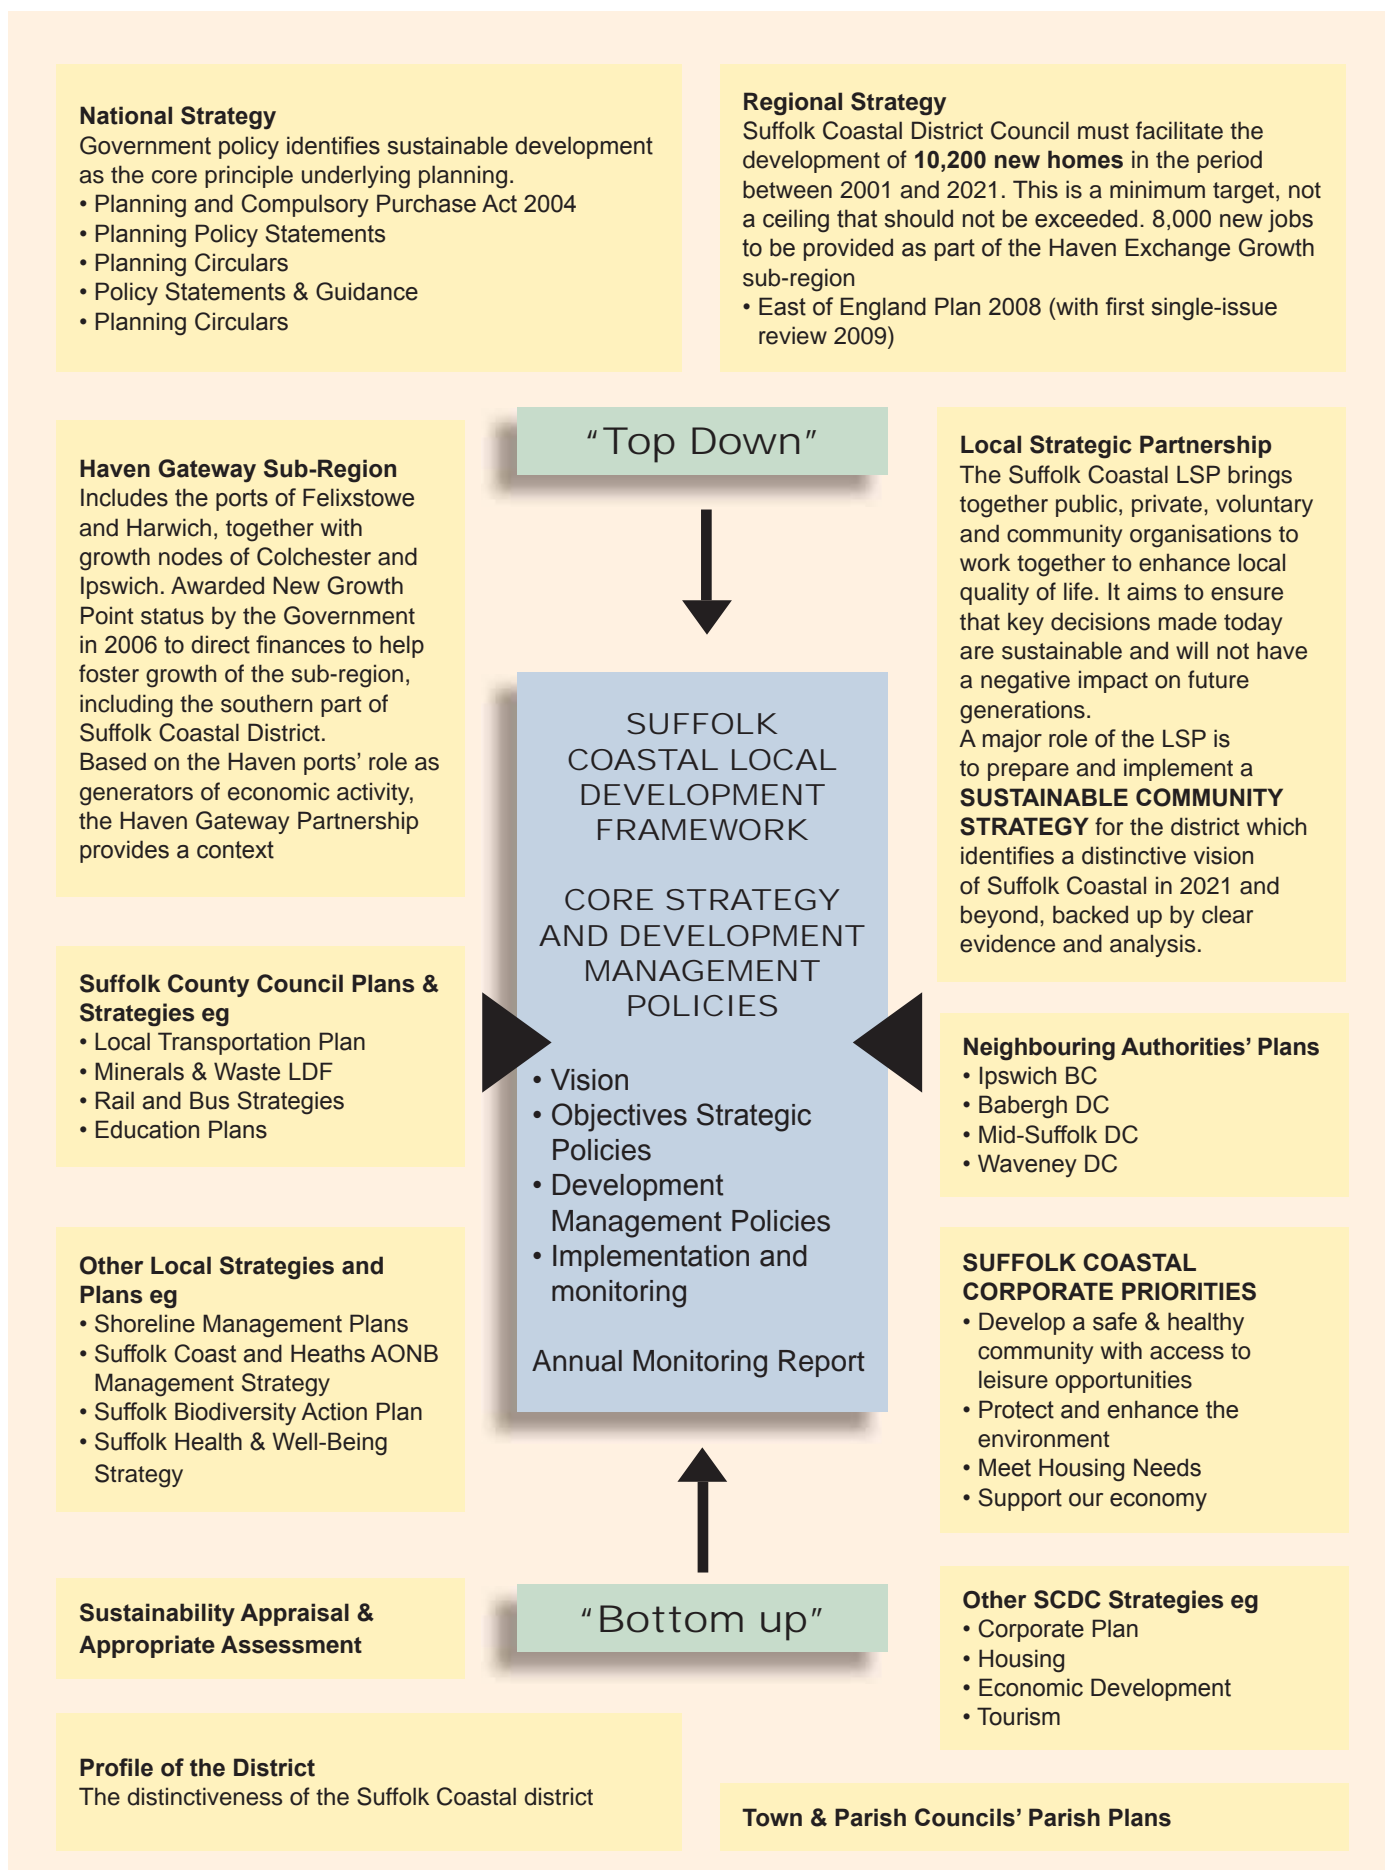 National Strategy
Government policy identifies sustainable development
as the core principle underlying planning.
• Planning and Compulsory Purchase Act 2004
• Planning Policy Statements
• Planning Circulars
• Policy Statements & Guidance
• Planning Circulars
Regional Strategy
Suffolk Coastal District Council must facilitate the
development of 10,200 new homes in the period
between 2001 and 2021. This is a minimum target, not
a ceiling that should not be exceeded. 8,000 new jobs
to be provided as part of the Haven Exchange Growth
sub-region
• East of England Plan 2008 (with first single-issue
review 2009)
Haven Gateway Sub-Region
Includes the ports of Felixstowe
and Harwich, together with
growth nodes of Colchester and
Ipswich. Awarded New Growth
Point status by the Government
in 2006 to direct finances to help
foster growth of the sub-region,
including the southern part of
Suffolk Coastal District.
Based on the Haven ports’ role as
generators of economic activity,
the Haven Gateway Partnership
provides a context
"Top Down"
Local Strategic Partnership
The Suffolk Coastal LSP brings
together public, private, voluntary
and community organisations to
work together to enhance local
quality of life. It aims to ensure
that key decisions made today
are sustainable and will not have
a negative impact on future
generations.
A major role of the LSP is
to prepare and implement a
SUSTAINABLE COMMUNITY
STRATEGY for the district which
identifies a distinctive vision
of Suffolk Coastal in 2021 and
beyond, backed up by clear
evidence and analysis.
SUFFOLK
COASTAL LOCAL
DEVELOPMENT
FRAMEWORK
CORE STRATEGY
AND DEVELOPMENT
MANAGEMENT
POLICIES
• Vision
• Objectives Strategic
Policies
• Development
Management Policies
• Implementation and
monitoring
Annual Monitoring Report
Suffolk County Council Plans &
Strategies eg
• Local Transportation Plan
• Minerals & Waste LDF
• Rail and Bus Strategies
• Education Plans
Neighbouring Authorities’ Plans
• Ipswich BC
• Babergh DC
• Mid-Suffolk DC
• Waveney DC
Other Local Strategies and
Plans eg
• Shoreline Management Plans
• Suffolk Coast and Heaths AONB
Management Strategy
• Suffolk Biodiversity Action Plan
• Suffolk Health & Well-Being
Strategy
SUFFOLK COASTAL
CORPORATE PRIORITIES
• Develop a safe & healthy
community with access to
leisure opportunities
• Protect and enhance the
environment
• Meet Housing Needs
• Support our economy
Sustainability Appraisal &
Appropriate Assessment
"Bottom up"
Other SCDC Strategies eg
• Corporate Plan
• Housing
• Economic Development
• Tourism
Profile of the District
The distinctiveness of the Suffolk Coastal district
Town & Parish Councils’ Parish Plans